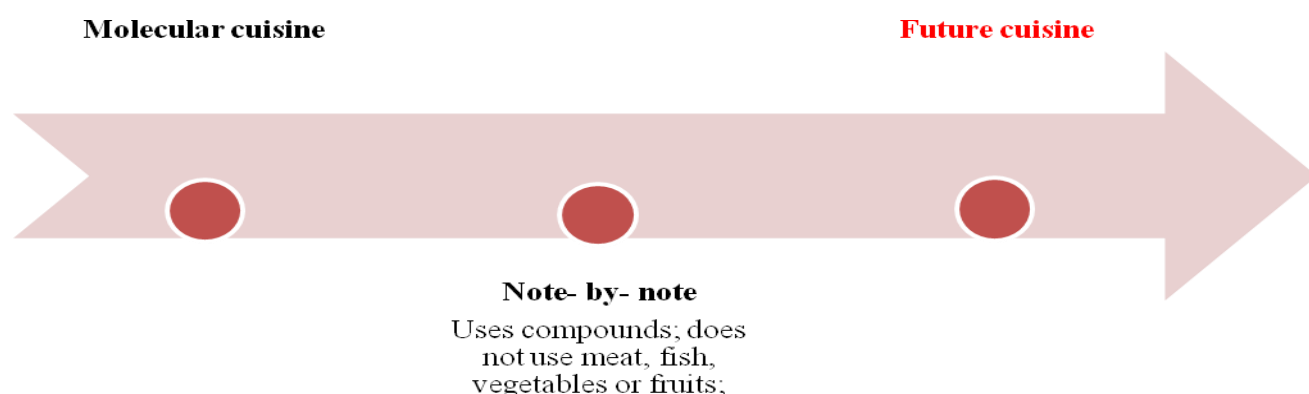 Molecular cuisine
Future cuisine
Note- by- note
Uses compounds; does
not use meat, fish,
vegetables or fruits;